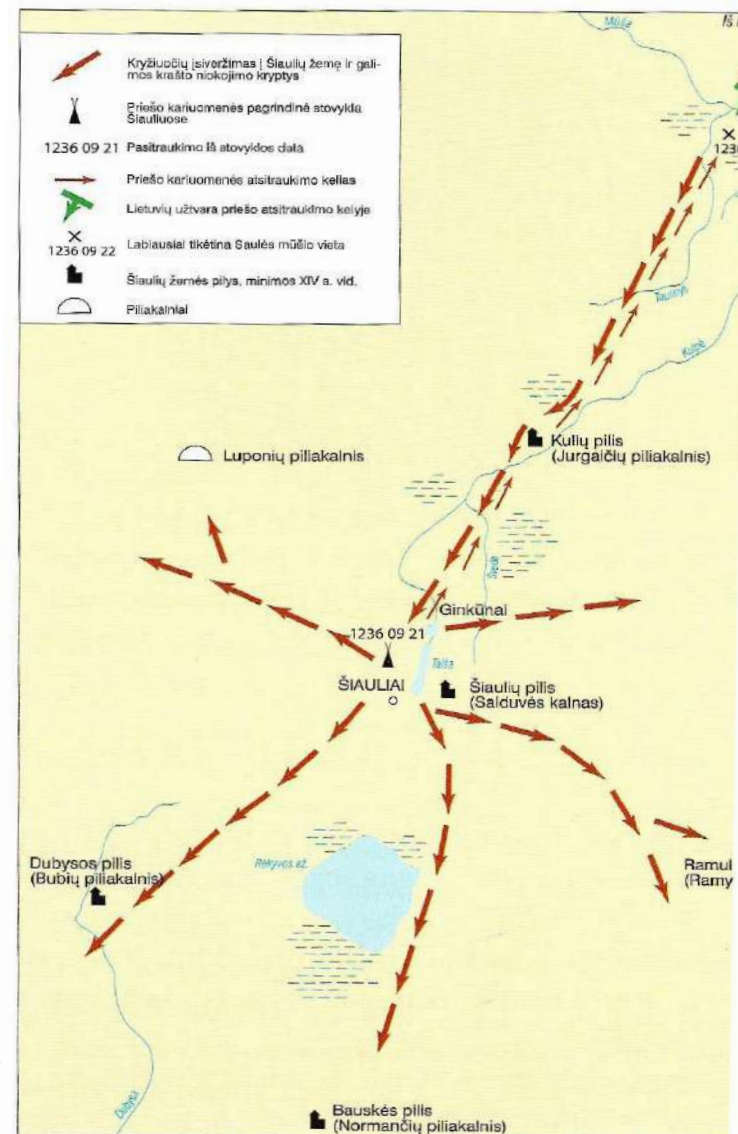 Kryžiuočių įsiveržimas į Šiaulių žemę ir gali-
mos krašto niokojimo kryptys
Priešo kariuomenės pagrindinė stovykla
Šiauliuose
1236 09 21 Pasitraukimo iš stovyklos data
Priešo kariuomenės atsitraukimo kelias
Lietuvių užtvara priešo atsitraukimo kelyje
1236 09 22 Labiausiai tikėtina Saulės mūšio vieta
Šiaulių žemės pilys, minimos XIV a. vid.
Piliakalniai
Mūša
Iš
1236
Kulpė
Kulių pilis
(Jurgaičių piliakalnis)
Luponių piliakalnis
Ginkūnai
1236 09 21
Talša
ŠIAULIAI
Šiaulių pilis
(Salduvės kalnas)
Dubysos pilis
(Bubių piliakalnis)
Rėkyvos ež.
Ramul
(Ramy
Dubysa
Bauskės pilis
(Normančių piliakalnis)